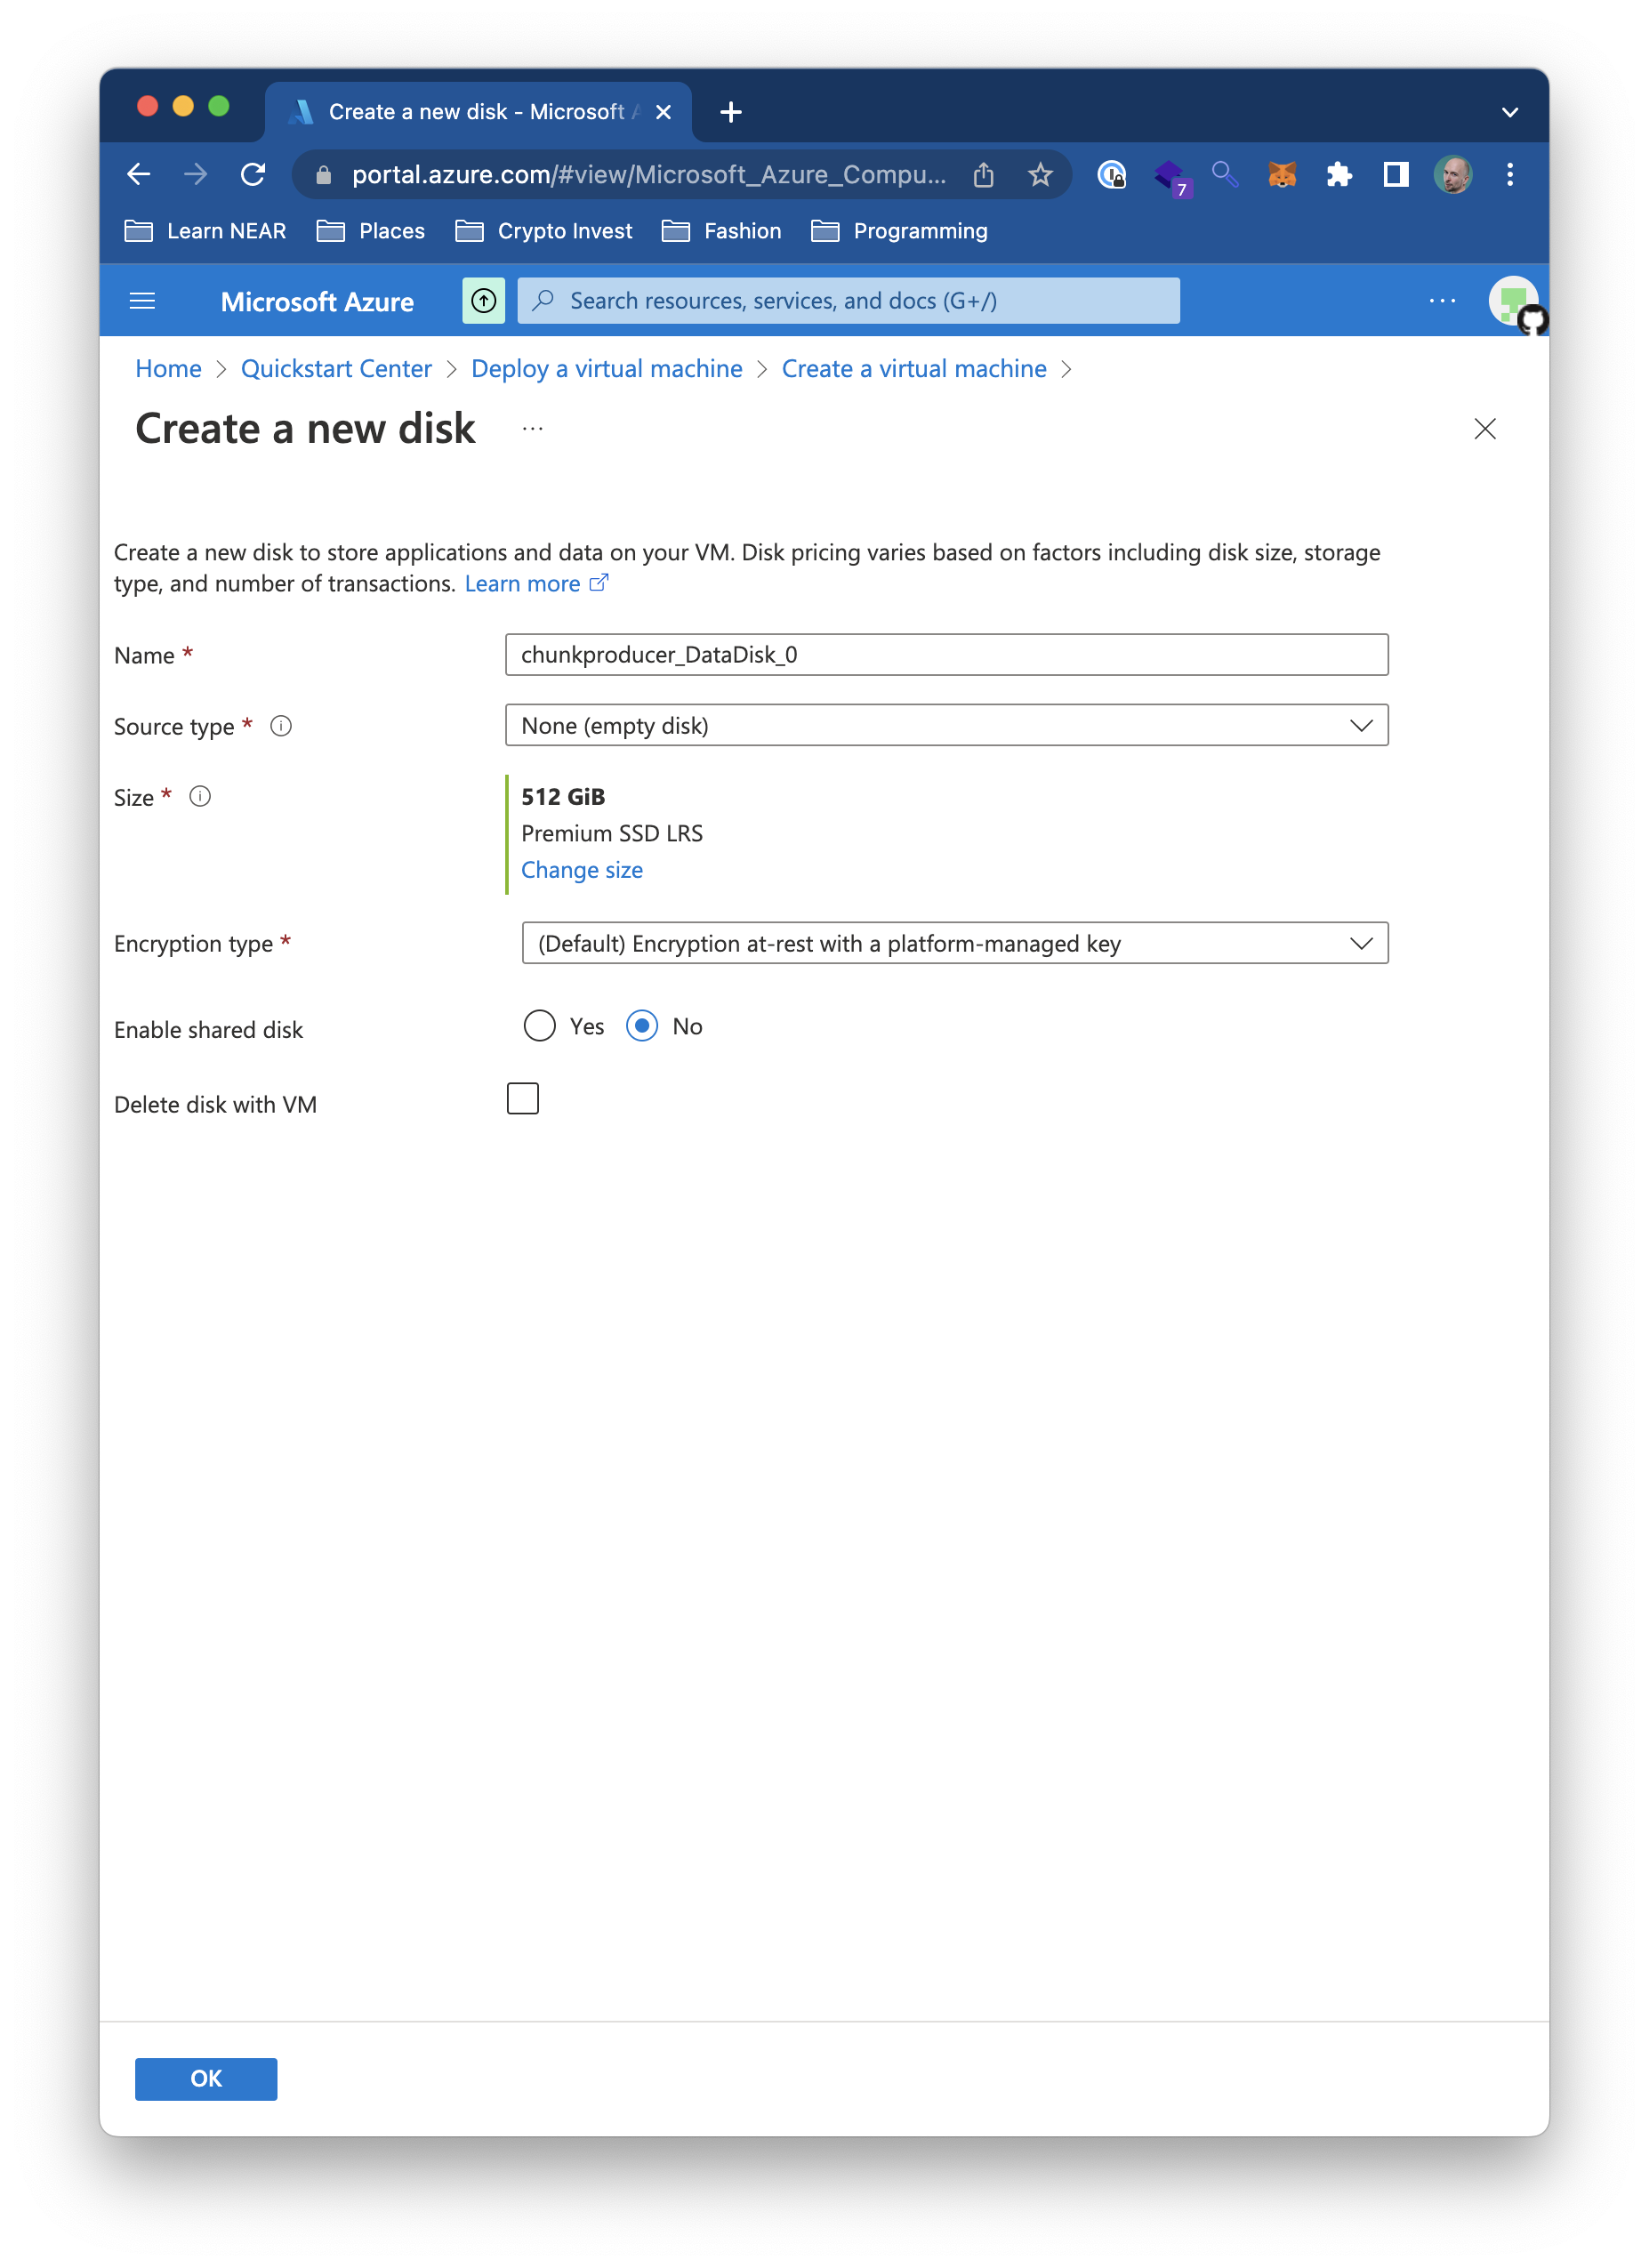 Create a new disk - Microsoft A
portal.azure.com/#view/Microsoft_Azure_Compu...
7
Learn NEAR Places Crypto Invest Fashion Programming
Microsoft Azure Search resources, services, and docs (G+/) ...
Home > Quickstart Center > Deploy a virtual machine > Create a virtual machine >
Create a new disk ...
Create a new disk to store applications and data on your VM. Disk pricing varies based on factors including disk size, storage
type, and number of transactions. Learn more
Name * chunkproducer_DataDisk_0
Source type * None (empty disk)
Size * 512 GiB
Premium SSD LRS
Change size
Encryption type * (Default) Encryption at-rest with a platform-managed key
Enable shared disk Yes No
Delete disk with VM
OK